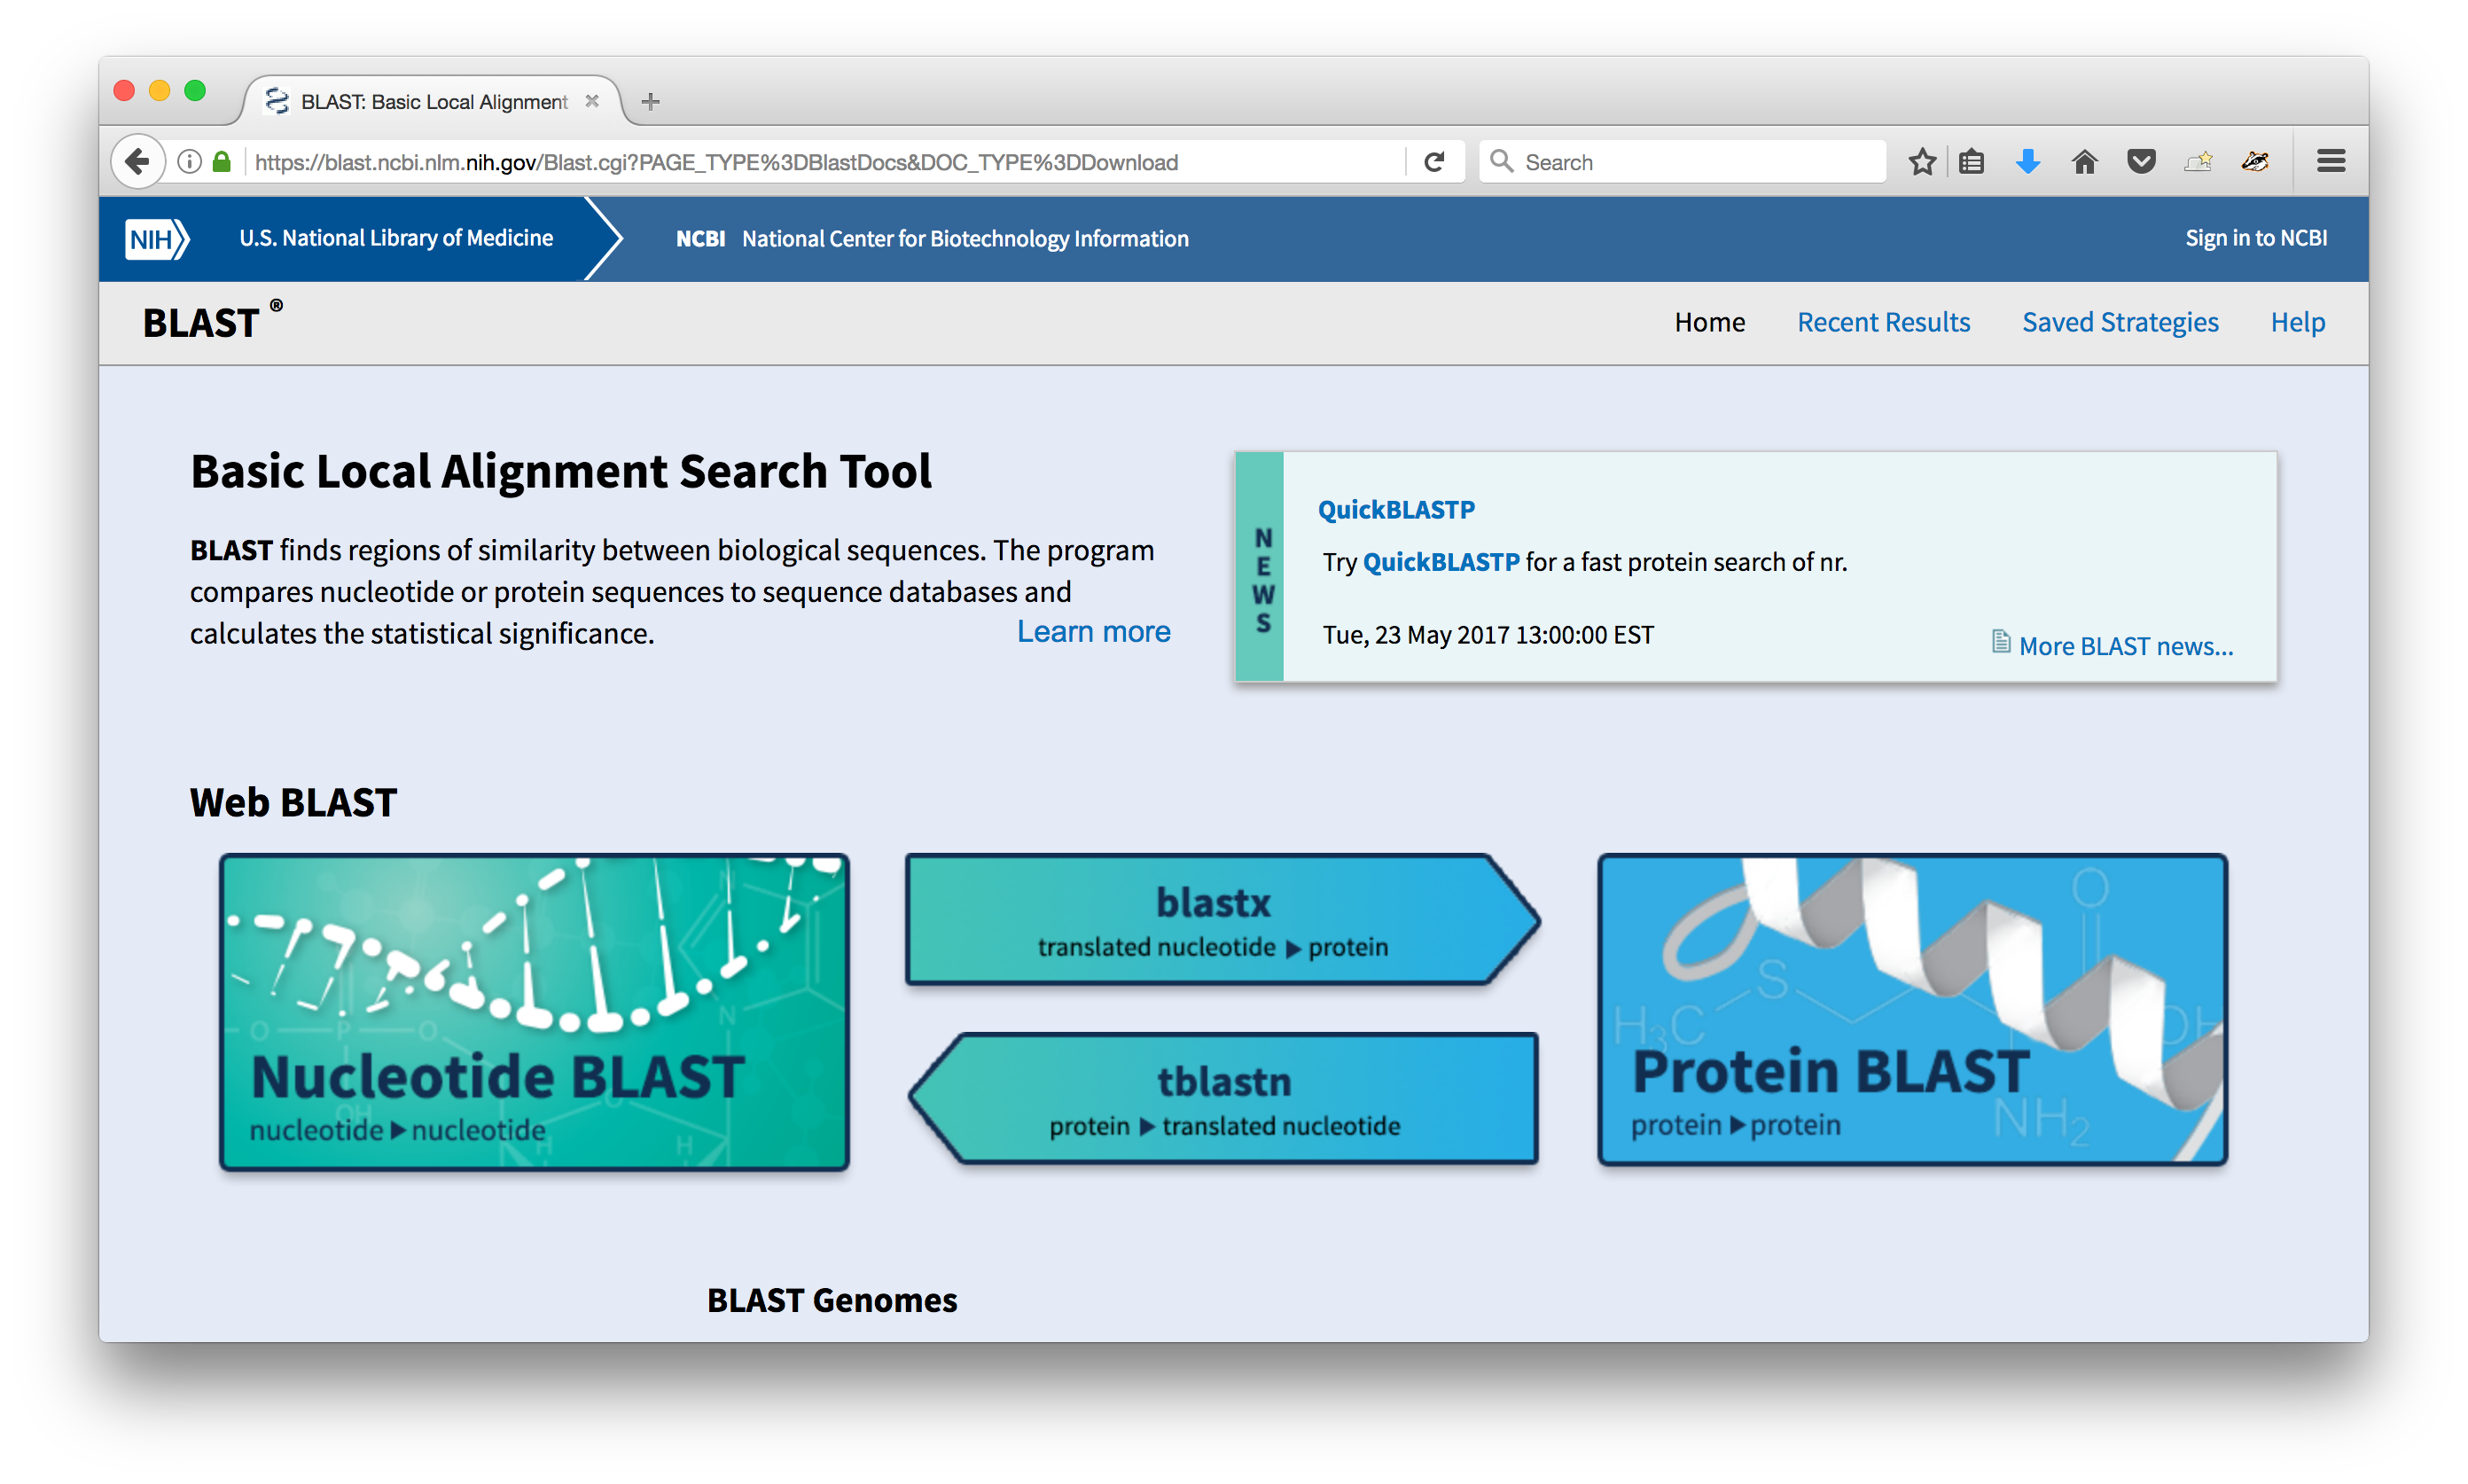 BLAST: Basic Local Alignment
https://blast.ncbi.nlm.nih.gov/Blast.cgi?PAGE_TYPE%3DBlastDocs&DOC_TYPE%3DDownload
Search
NIH
U.S. National Library of Medicine
NCBI National Center for Biotechnology Information
Sign in to NCBI
BLAST ®
Home
Recent Results
Saved Strategies
Help
Basic Local Alignment Search Tool
BLAST finds regions of similarity between biological sequences. The program
compares nucleotide or protein sequences to sequence databases and
calculates the statistical significance.
Learn more
NEWS
QuickBLASTP
Try QuickBLASTP for a fast protein search of nr.
Tue, 23 May 2017 13:00:00 EST
More BLAST news...
Web BLAST
N
O
P
O
N
OH
O
H
H
Nucleotide BLAST
nucleotide ▶ nucleotide
blastx
translated nucleotide ▶ protein
tblastn
protein ▶ translated nucleotide
O
S
H3C
OH
NH2
Protein BLAST
protein ▶ protein
BLAST Genomes